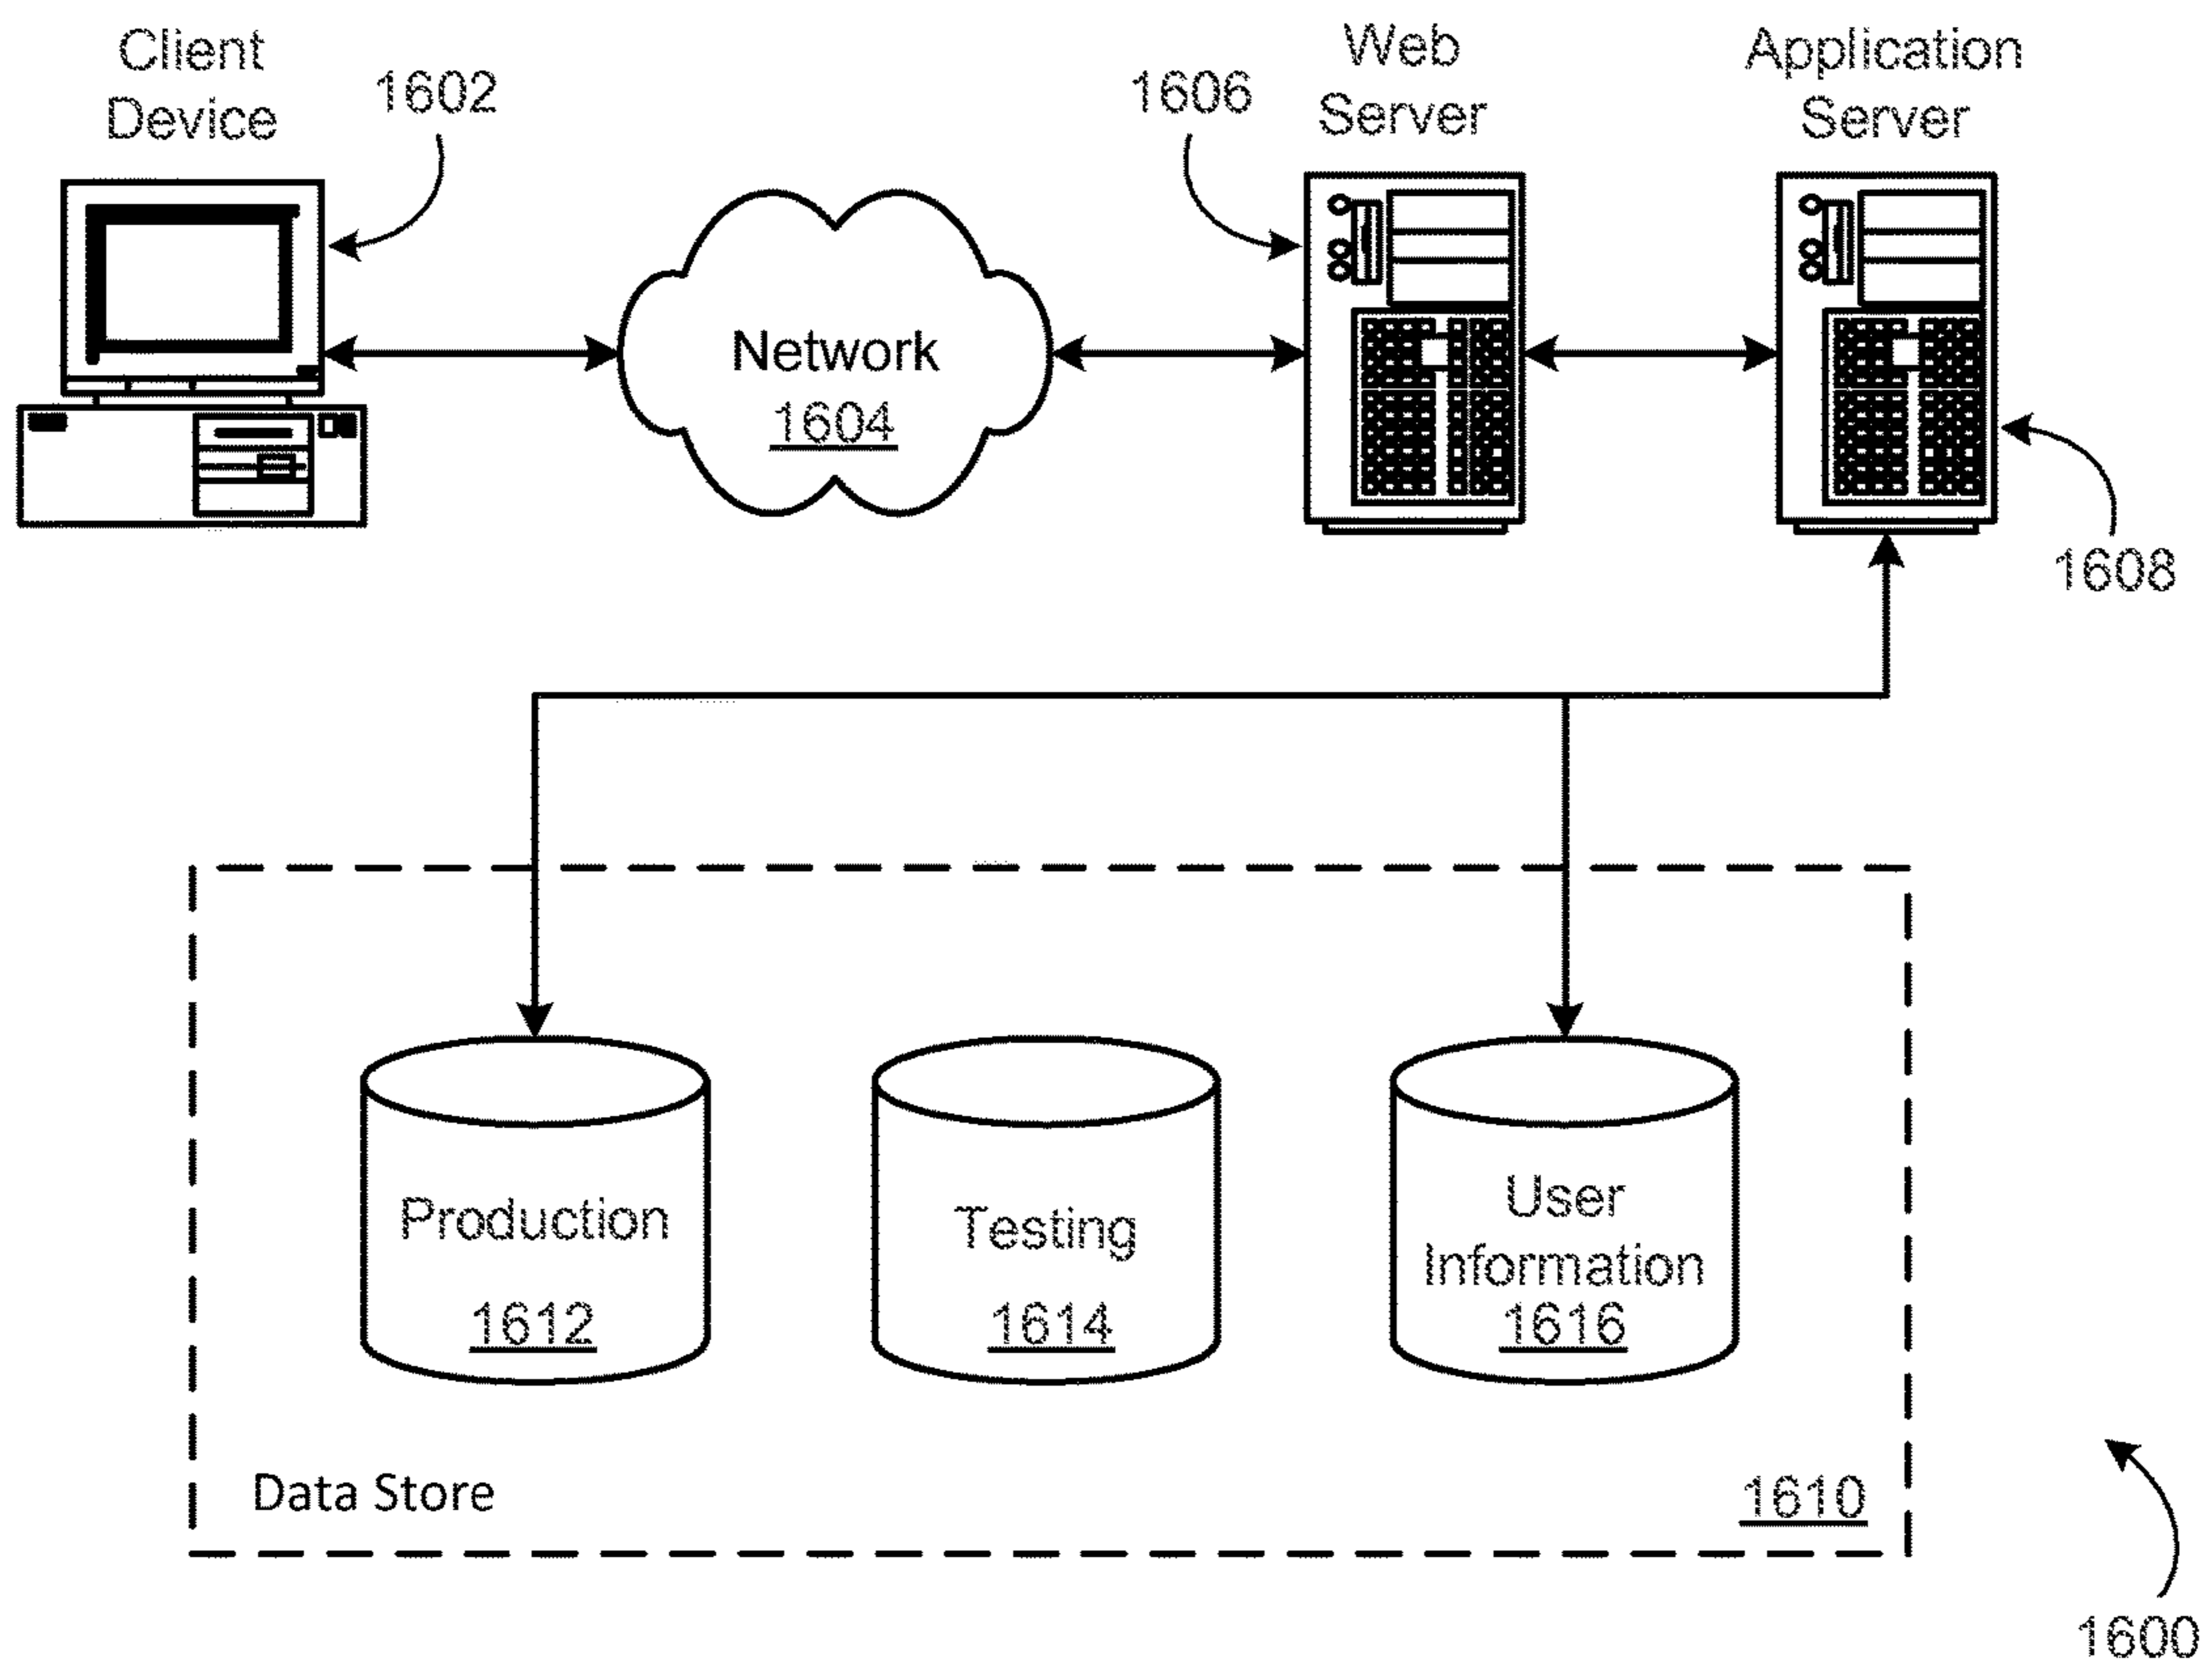 Client
Device
1602
1606
Web
Server
Application
Server
Network
1604
1608
Production
1612
Testing
1614
User
Information
1616
Data Store
1610
1600